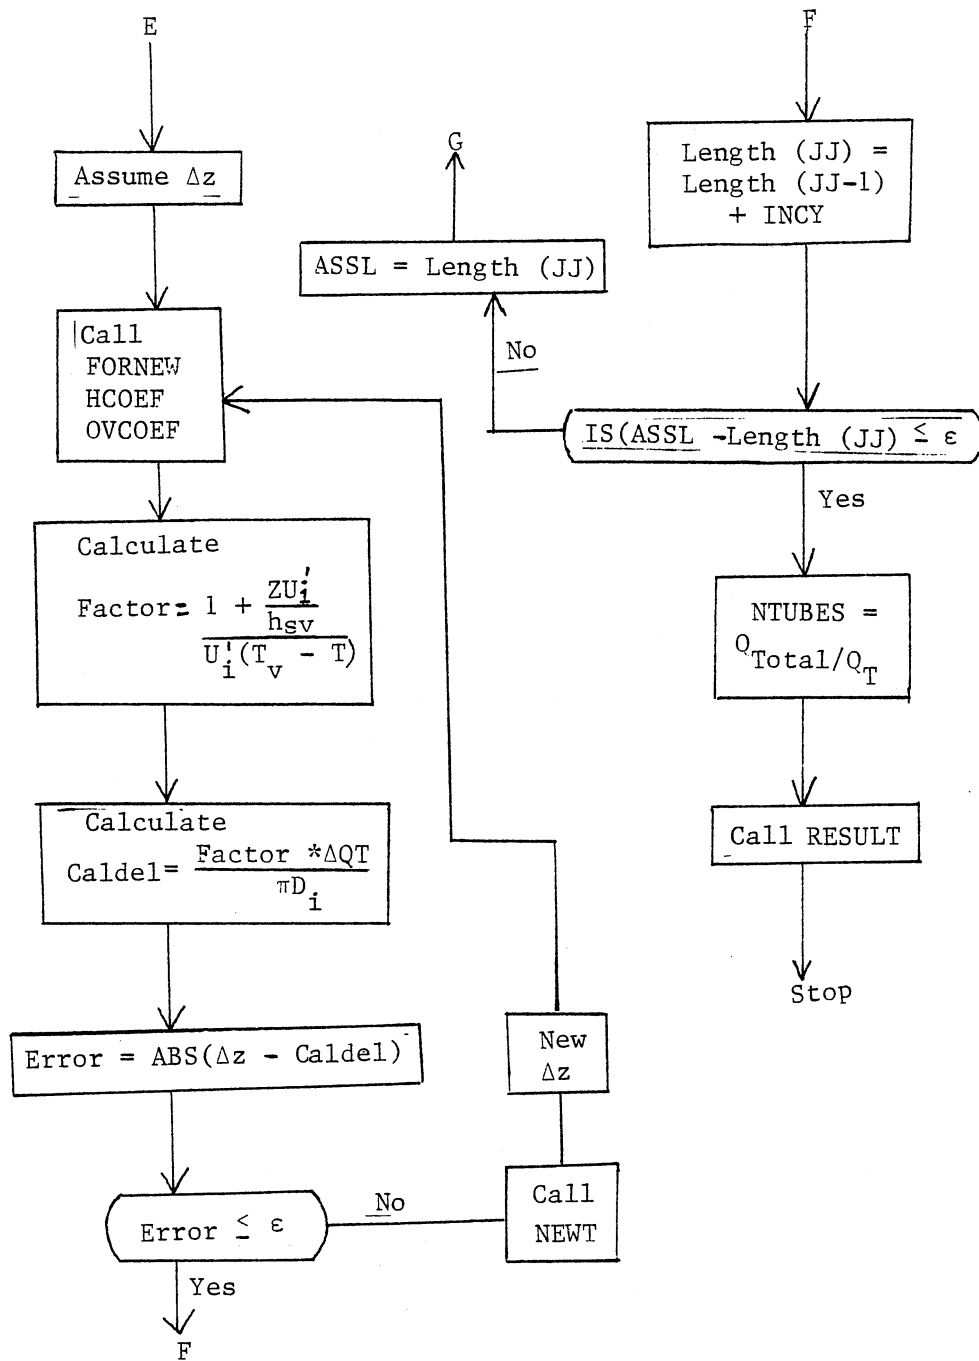 E
Assume Δz
Call
FORNEW
HCOEF
OVCOEF
Calculate
Factor= 1 + ZU'i
hsv
U'i(Tv - T)
Calculate
Caldel= Factor *ΔQT
πDi
Error = ABS(Δz - Caldel)
Error ≤ ε
No
Yes
F
Call
NEWT
New
Δz
G
ASSL = Length (JJ)
No
F
Length (JJ) =
Length (JJ-1)
+ INCY
IS(ASSL -Length (JJ) ≤ ε
Yes
NTUBES =
QTotal/QT
Call RESULT
Stop